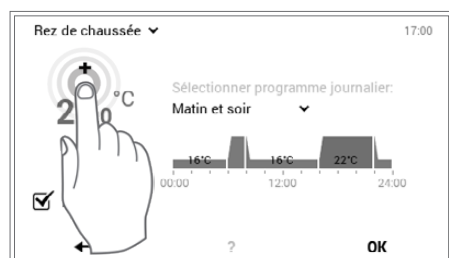 Rez de chaussée
17:00
+
°C
Sélectionner programme journalier:
Matin et soir
16°C 16°C 22°C
00:00 12:00 24:00
? OK